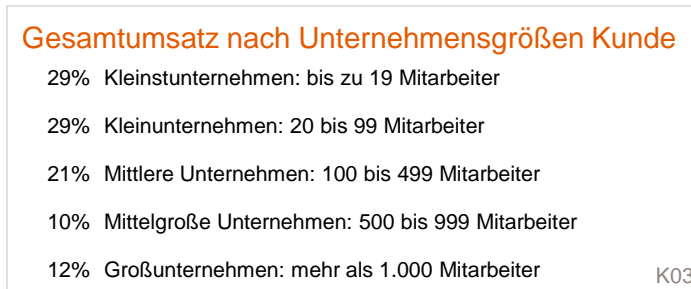 Gesamtumsatz nach Unternehmensgrößen Kunde
29% Kleinstunternehmen: bis zu 19 Mitarbeiter
29% Kleinunternehmen: 20 bis 99 Mitarbeiter
21% Mittlere Unternehmen: 100 bis 499 Mitarbeiter
10% Mittelgroße Unternehmen: 500 bis 999 Mitarbeiter
12% Großunternehmen: mehr als 1.000 Mitarbeiter
K03